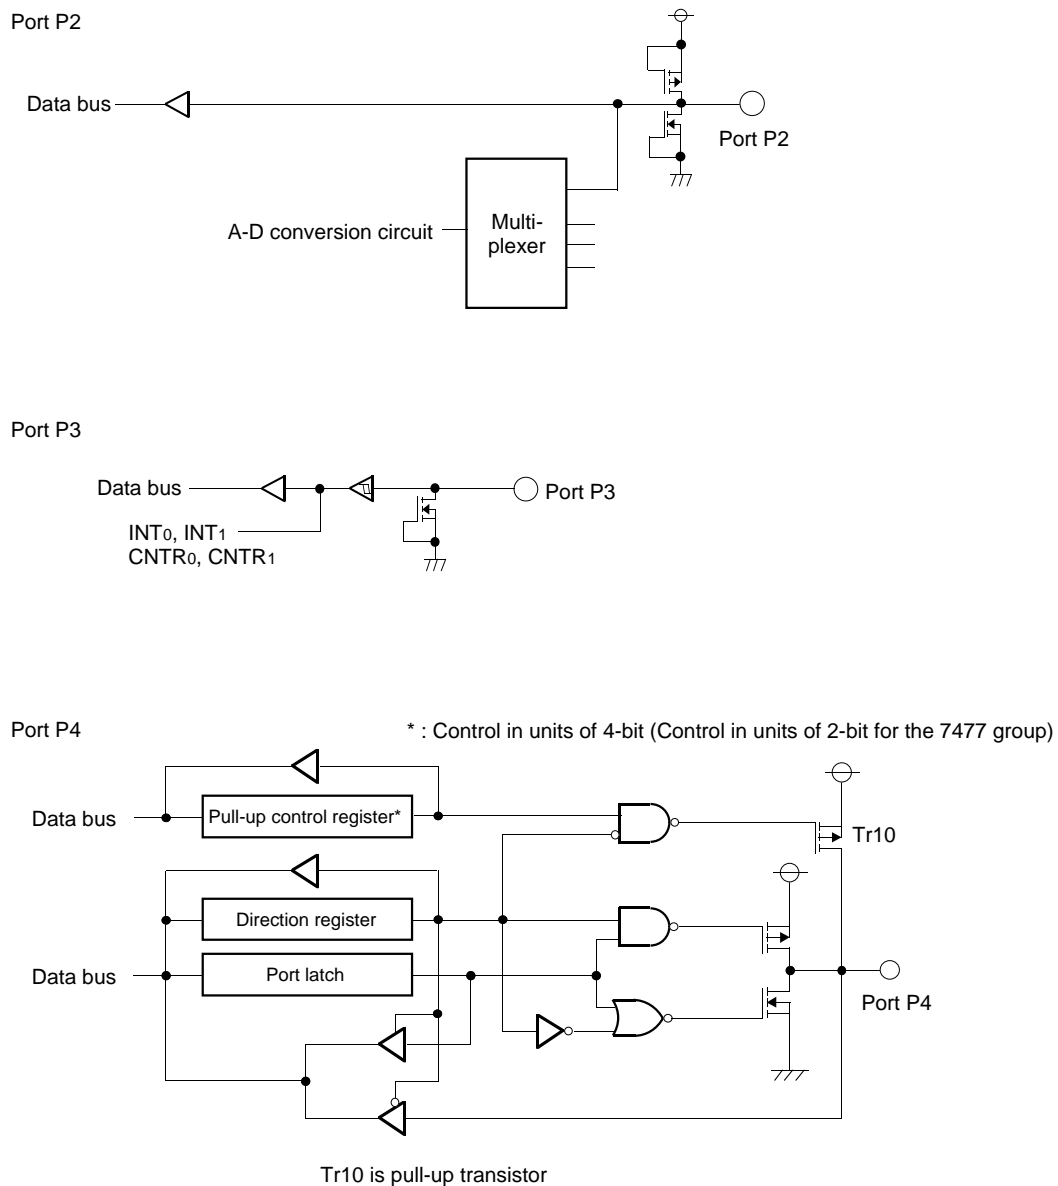 Port P2
Data bus
Port P2
A-D conversion circuit
Multi-
plexer
Port P3
Data bus
Port P3
INT0, INT1
CNTR0, CNTR1
Port P4
* : Control in units of 4-bit (Control in units of 2-bit for the 7477 group)
Data bus
Pull-up control register*
Tr10
Direction register
Data bus
Port latch
Port P4
Tr10 is pull-up transistor